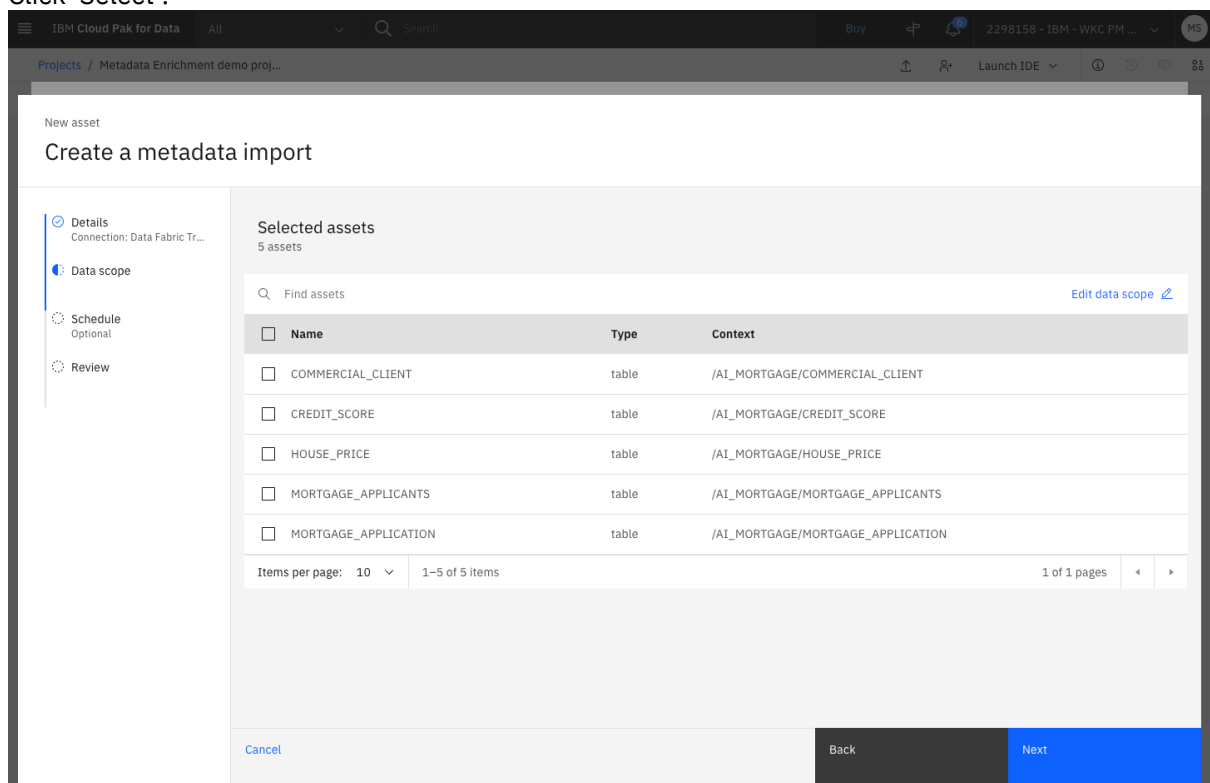 Click 'Select'.
IBM Cloud Pak for Data All Search Buy 6 2298158 - IBM - WKC PM ... MS
Projects / Metadata Enrichment demo proj... Launch IDE
New asset
Create a metadata import
Details
Connection: Data Fabric Tr...
Data scope
Schedule
Optional
Review
Selected assets
5 assets
Find assets Edit data scope
Name Type Context
COMMERCIAL_CLIENT table /AI_MORTGAGE/COMMERCIAL_CLIENT
CREDIT_SCORE table /AI_MORTGAGE/CREDIT_SCORE
HOUSE_PRICE table /AI_MORTGAGE/HOUSE_PRICE
MORTGAGE_APPLICANTS table /AI_MORTGAGE/MORTGAGE_APPLICANTS
MORTGAGE_APPLICATION table /AI_MORTGAGE/MORTGAGE_APPLICATION
Items per page: 10 1–5 of 5 items 1 of 1 pages
Cancel Back Next